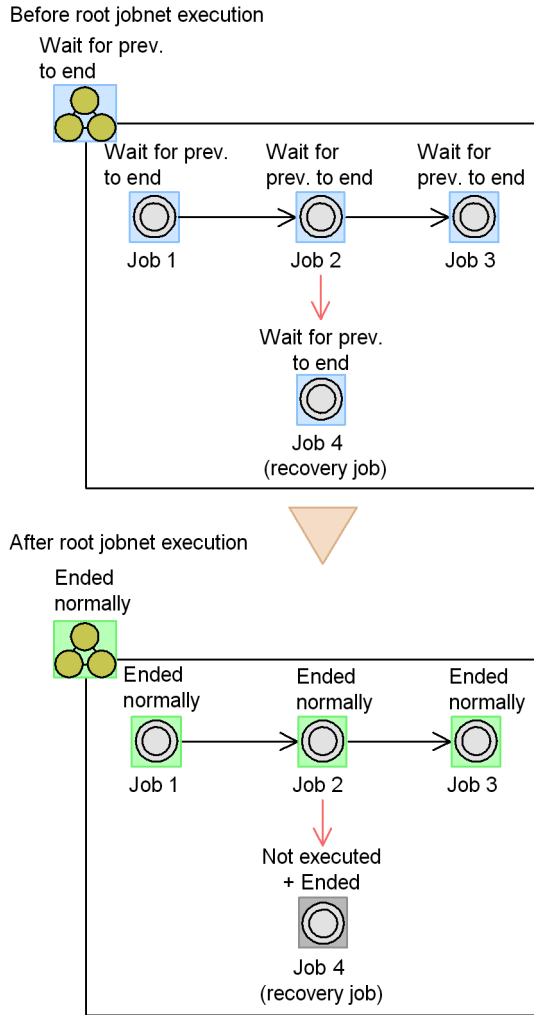 Before root jobnet execution
Wait for prev.
to end
Wait for prev.
to end
Wait for
prev. to end
Wait for
prev. to end
Job 1
Job 2
Job 3
Wait for prev.
to end
Job 4
(recovery job)
After root jobnet execution
Ended
normally
Ended
normally
Ended
normally
Ended
normally
Job 1
Job 2
Job 3
Not executed
+ Ended
Job 4
(recovery job)